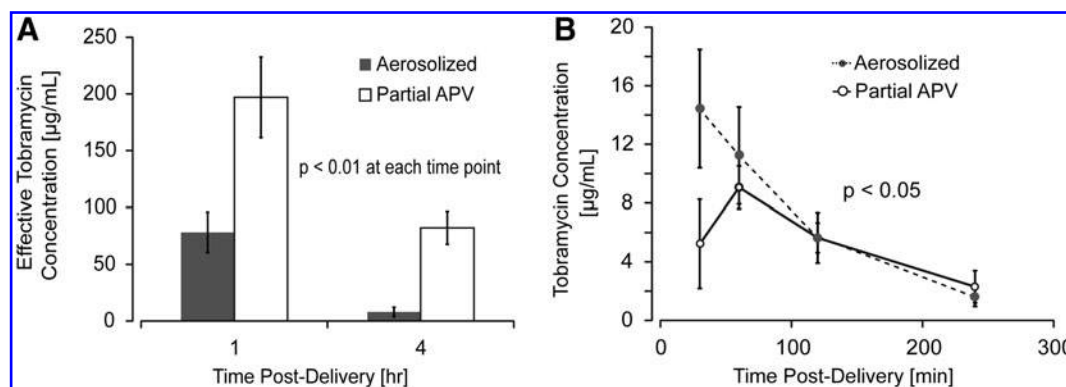 A
Effective Tobramycin
Concentration [µg/mL]
250
200
150
100
50
0
Aerosolized
Partial APV
p < 0.01 at each time point
1
4
Time Post-Delivery [hr]
B
Tobramycin Concentration
[µg/mL]
20
16
12
8
4
0
Aerosolized
Partial APV
p < 0.05
0
100
200
300
Time Post-Delivery [min]